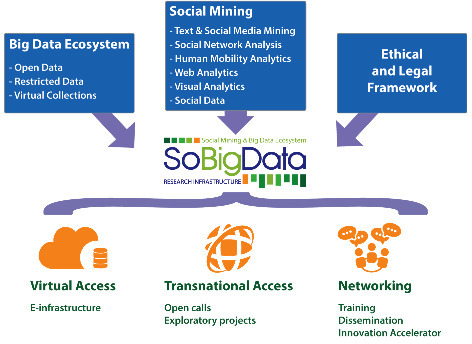 Big Data Ecosystem
- Open Data
- Restricted Data
- Virtual Collections
Social Mining
- Text & Social Media Mining
- Social Network Analysis
- Human Mobility Analytics
- Web Analytics
- Visual Analytics
- Social Data
Ethical
and Legal
Framework
Social Mining & Big Data Ecosystem
SoBigData
RESEARCH INFRASTRUCTURE
Virtual Access
E-infrastructure
Transnational Access
Open calls
Exploratory projects
Networking
Training
Dissemination
Innovation Accelerator